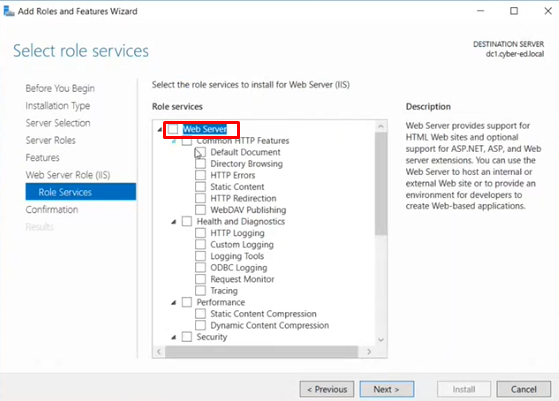 Add Roles and Features Wizard
Select role services
DESTINATION SERVER
dc1.cyber-ed.local
Before You Begin
Installation Type
Server Selection
Server Roles
Features
Web Server Role (IIS)
Role Services
Confirmation
Results
Select the role services to install for Web Server (IIS)
Role services
Web Server
Common HTTP Features
Default Document
Directory Browsing
HTTP Errors
Static Content
HTTP Redirection
WebDAV Publishing
Health and Diagnostics
HTTP Logging
Custom Logging
Logging Tools
ODBC Logging
Request Monitor
Tracing
Performance
Static Content Compression
Dynamic Content Compression
Security
Description
Web Server provides support for
HTML Web sites and optional
support for ASP.NET, ASP, and Web
server extensions. You can use the
Web Server to host an internal or
external Web site or to provide an
environment for developers to
create Web-based applications.
< Previous
Next >
Install
Cancel